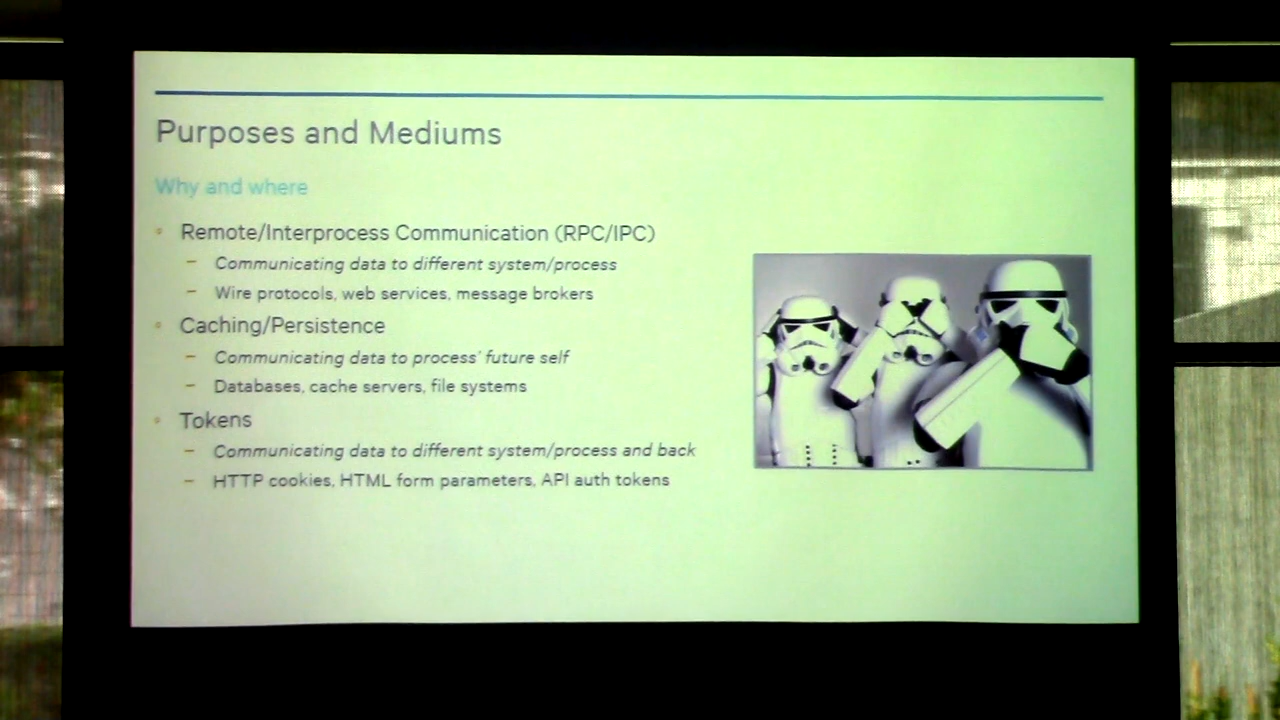 Purposes and Mediums
Why and where
• Remote/Interprocess Communication (RPC/IPC)
– Communicating data to different system/process
– Wire protocols, web services, message brokers
• Caching/Persistence
– Communicating data to process' future self
– Databases, cache servers, file systems
• Tokens
– Communicating data to different system/process and back
– HTTP cookies, HTML form parameters, API auth tokens